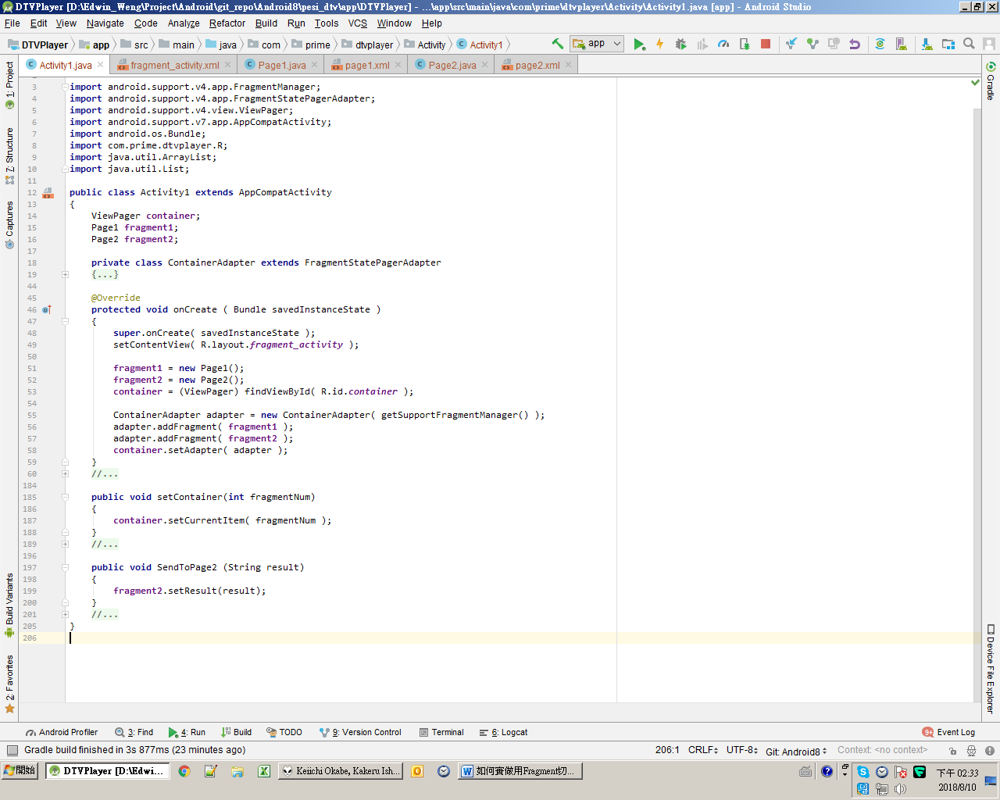 DTVPlayer [D:\Edwin_Weng\Project\Android\git_repo\Android8\pesi_dtv\app\DTVPlayer] - ...\app\src\main\java\com\prime\dtvplayer\Activity\Activity1.java [app] - Android Studio
File Edit View Navigate Code Analyze Refactor Build Run Tools VCS Window Help
DTVPlayer app src main java com prime dtvplayer Activity Activity1 app
Activity1.java fragment_activity.xml Page1.java page1.xml Page2.java page2.xml
1: Project
7: Structure
Captures
Build Variants
2: Favorites
3 import android.support.v4.app.FragmentManager;
4 import android.support.v4.app.FragmentStatePagerAdapter;
5 import android.support.v4.view.ViewPager;
6 import android.support.v7.app.AppCompatActivity;
7 import android.os.Bundle;
8 import com.prime.dtvplayer.R;
9 import java.util.ArrayList;
10 import java.util.List;
11
12 public class Activity1 extends AppCompatActivity
13 {
14 ViewPager container;
15 Page1 fragment1;
16 Page2 fragment2;
17
18 private class ContainerAdapter extends FragmentStatePagerAdapter
19 {...}
44
45 @Override
46 protected void onCreate ( Bundle savedInstanceState )
47 {
48 super.onCreate( savedInstanceState );
49 setContentView( R.layout.fragment_activity );
50
51 fragment1 = new Page1();
52 fragment2 = new Page2();
53 container = (ViewPager) findViewById( R.id.container );
54
55 ContainerAdapter adapter = new ContainerAdapter( getSupportFragmentManager() );
56 adapter.addFragment( fragment1 );
57 adapter.addFragment( fragment2 );
58 container.setAdapter( adapter );
59 }
60 //...
184
185 public void setContainer(int fragmentNum)
186 {
187 container.setCurrentItem( fragmentNum );
188 }
189 //...
196
197 public void SendToPage2 (String result)
198 {
199 fragment2.setResult(result);
200 }
201 //...
205 }
206
Gradle
Device File Explorer
Android Profiler 3: Find 4: Run Build TODO 9: Version Control Terminal 6: Logcat 9+ Event Log
Gradle build finished in 3s 877ms (23 minutes ago) 206:1 CRLF UTF-8 Git: Android8 Context: <no context>
開始 DTVPlayer [D:\Edwi... Keiichi Okabe, Kakeru Ish... 如何實做用Fragment切... 下午 02:33
2018/8/10